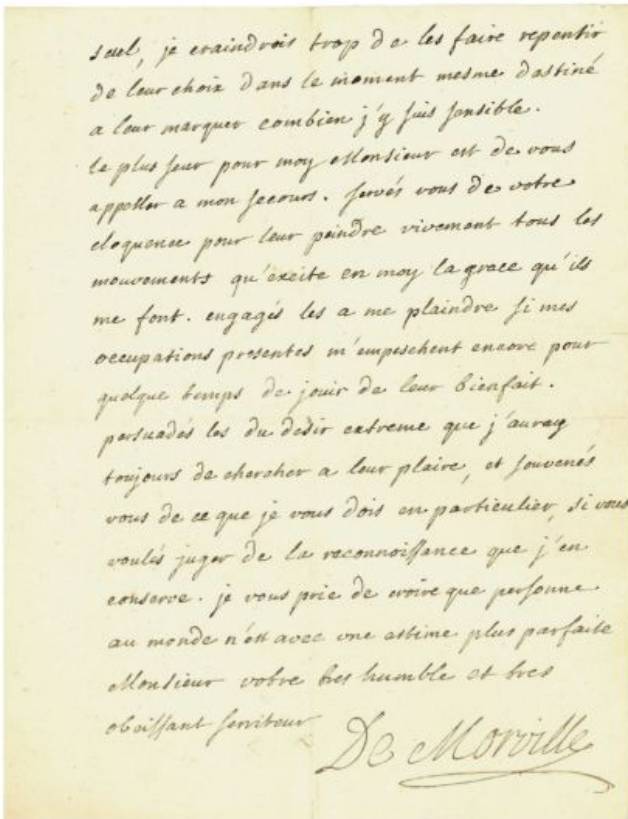 seul, je craindrois trop de les faire repentir
de leur choix dans le moment mesme dastiné
a leur marquer combien j'y suis sensible.
le plus seur pour moy Monsieur est de vous
appeller a mon secours. servés vous de votre
eloquence pour leur peindre vivement tous les
mouvements qu'excite en moy la grace qu'ils
me font. engagés les a me plaindre si mes
occupations presentes m'empeschent encore pour
quelque temps de jouir de leur bienfait.
persuadés les du desir extreme que j'auray
toujours de chercher a leur plaire, et souvenés
vous de ce que je vous dois en particulier, si vous
voulés juger de la reconnoissance que j'en
conserve. je vous prie de croire que personne
au monde n'est avec une estime plus parfaite
Monsieur votre tres humble et tres
obeissant serviteur
De Morville